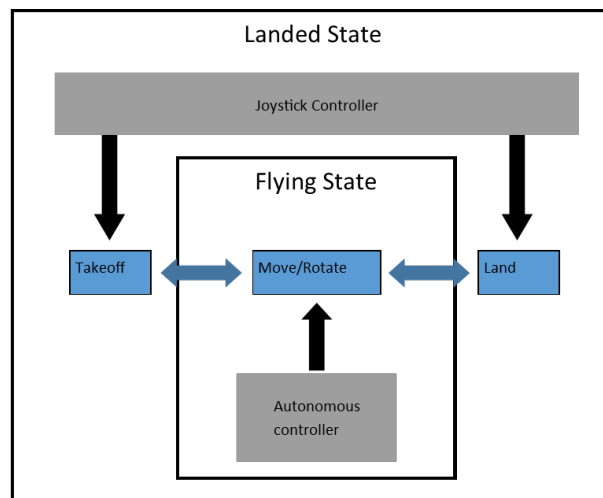 Landed State
Joystick Controller
Flying State
Takeoff
Move/Rotate
Land
Autonomous
controller